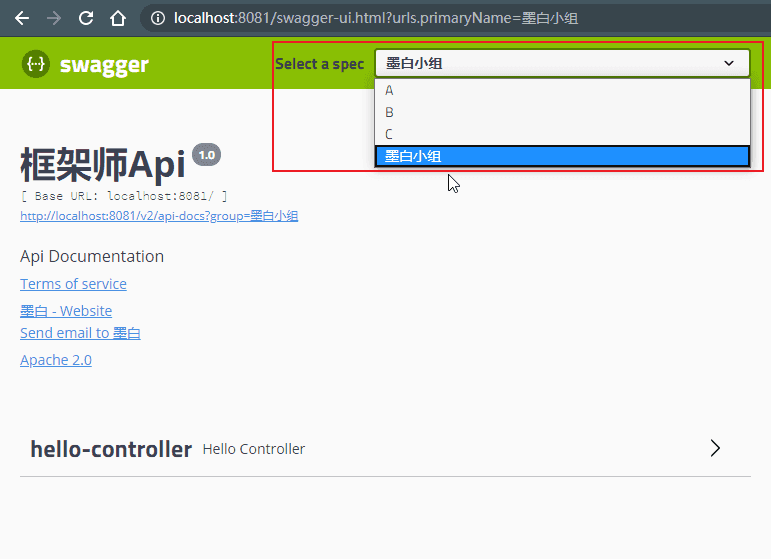 localhost:8081/swagger-ui.html?urls.primaryName=墨白小组
{··} swagger
Select a spec
墨白小组
A
B
C
墨白小组
框架师Api 1.0
[ Base URL: localhost:8081/ ]
http://localhost:8081/v2/api-docs?group=墨白小组
Api Documentation
Terms of service
墨白 - Website
Send email to 墨白
Apache 2.0
hello-controller Hello Controller